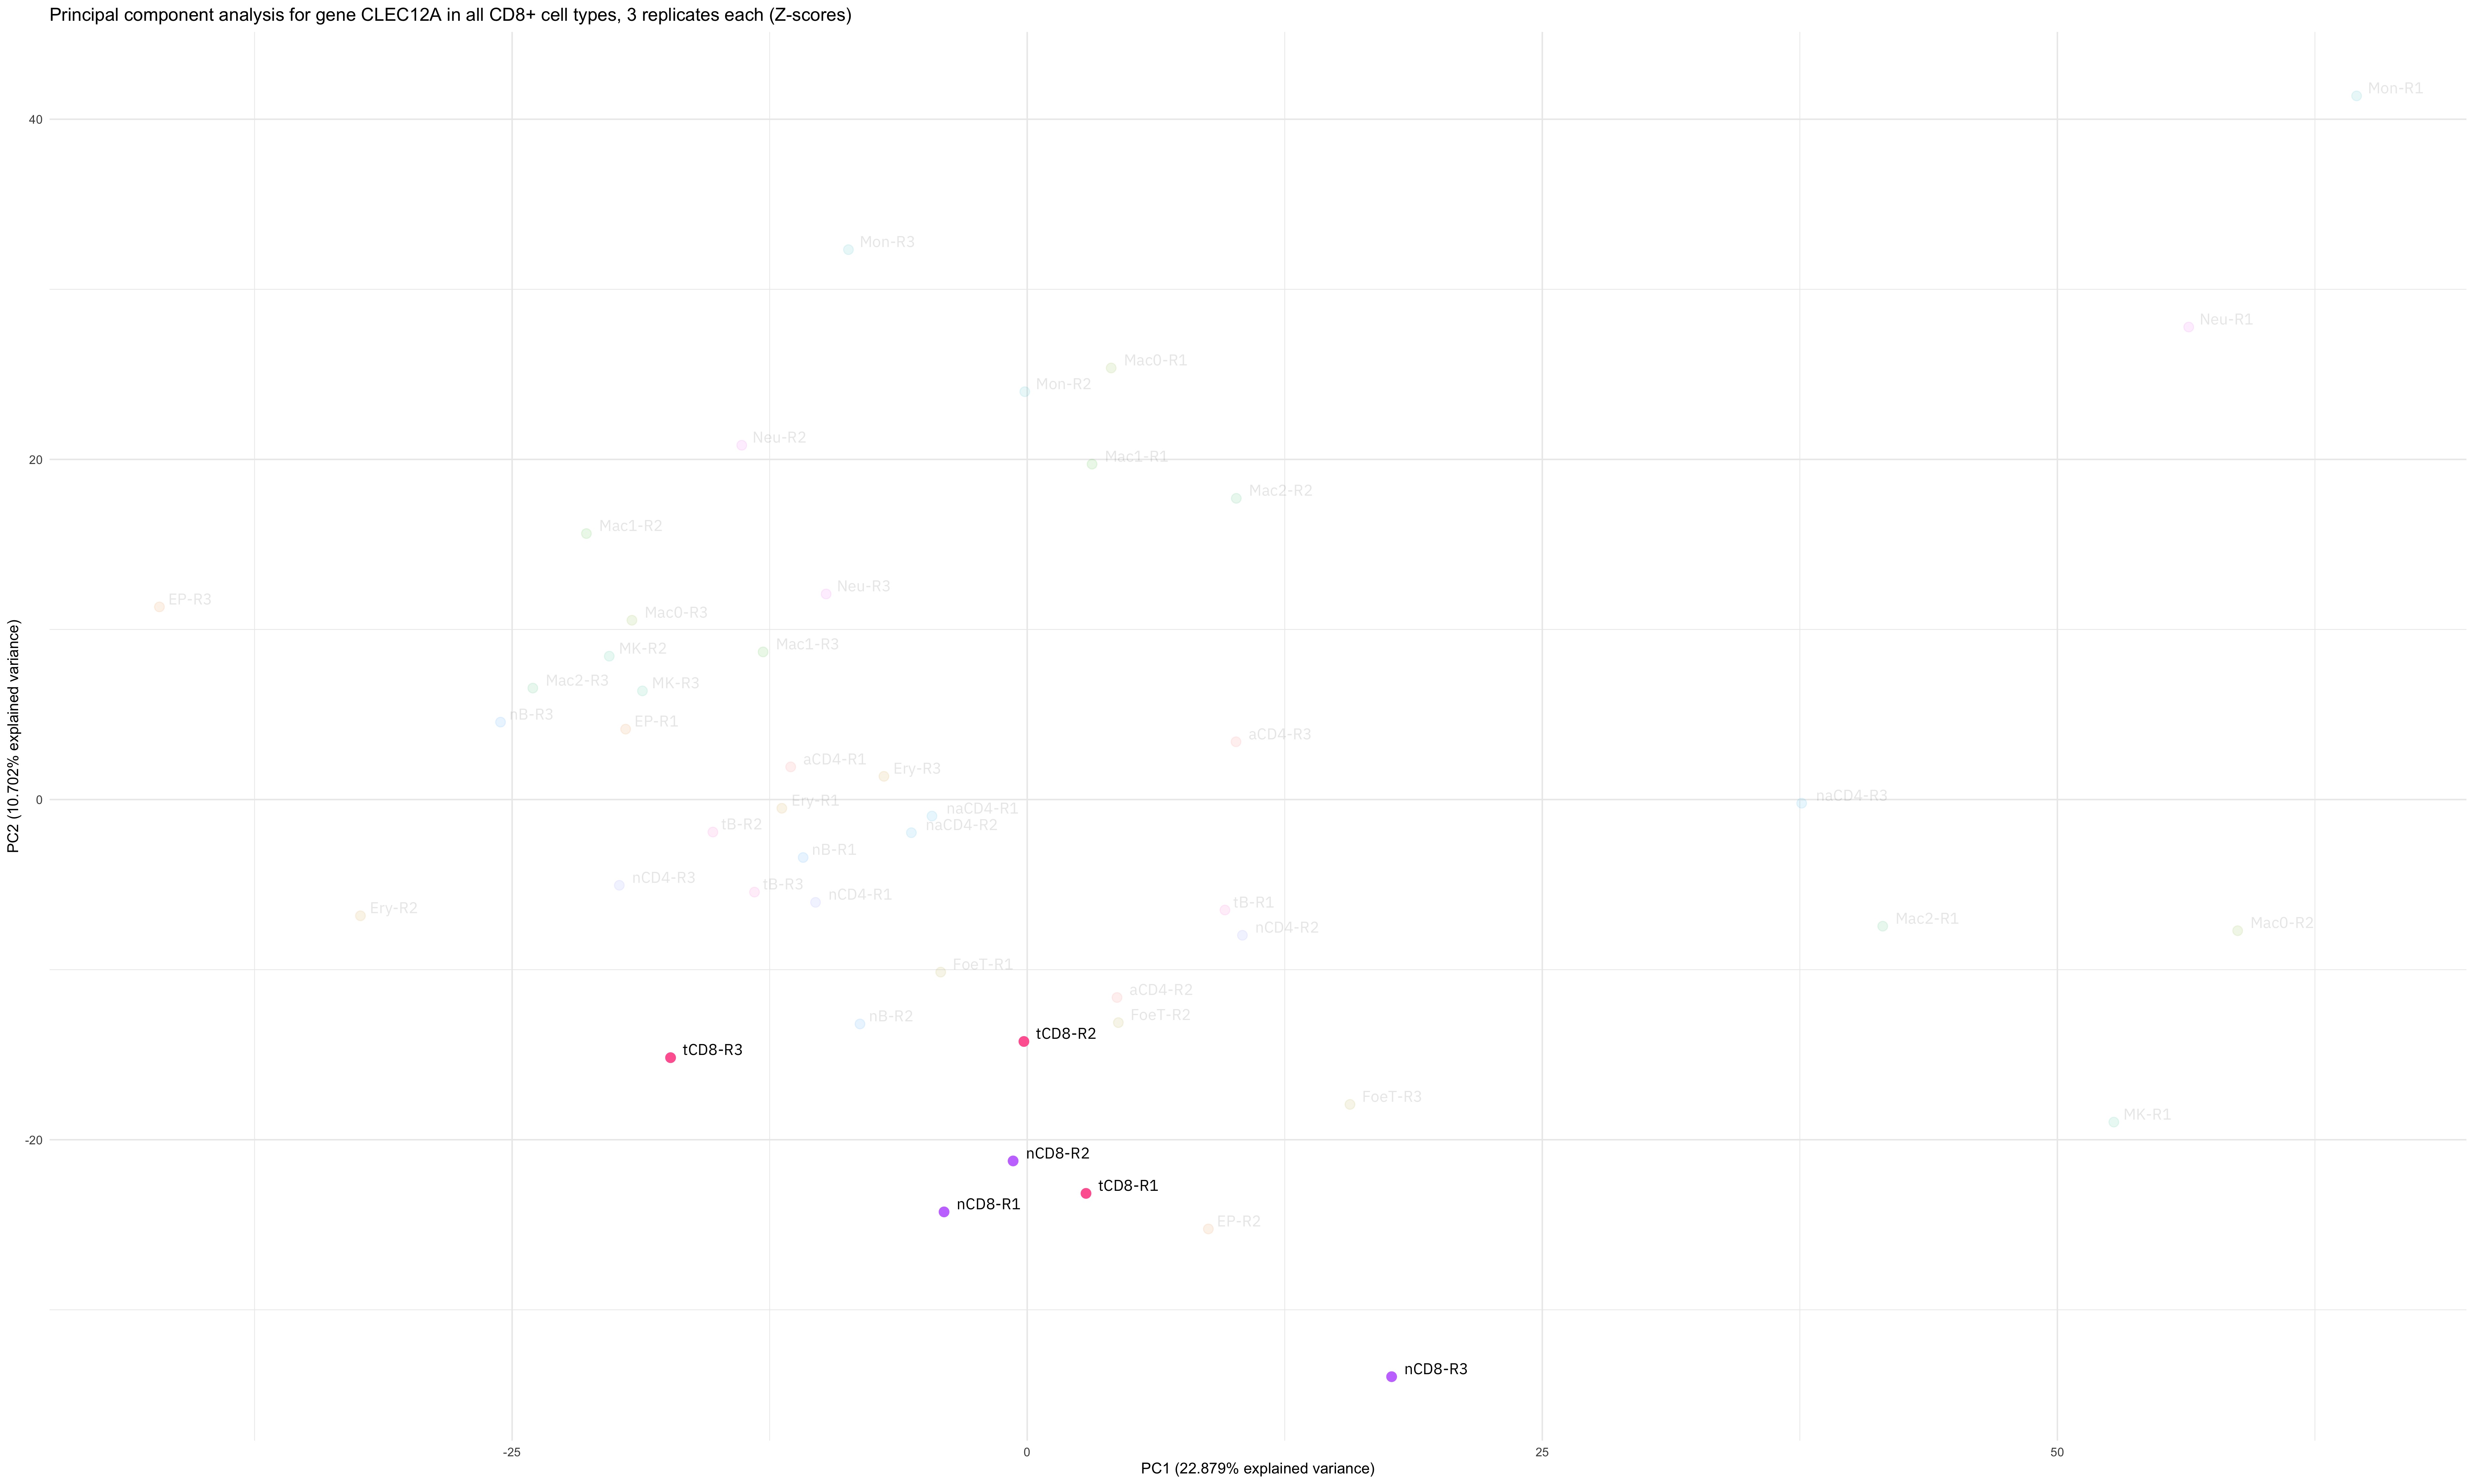 Principal component analysis for gene CLEC12A in all CD8+ cell types, 3 replicates each (Z-scores)
Mon-R1
40
Mon-R3
Neu-R1
Mac0-R1
Mon-R2
Neu-R2
20
Mac1-R1
Mac2-R2
Mac1-R2
Neu-R3
EP-R3
Mac0-R3
Mac1-R3
MK-R2
Mac2-R3
MK-R3
nB-R3
EP-R1
aCD4-R3
aCD4-R1
Ery-R3
PC2 (10.702% explained variance)
0
naCD4-R3
Ery-R1
naCD4-R1
tB-R2
naCD4-R2
nB-R1
nCD4-R3
tB-R3
nCD4-R1
tB-R1
Ery-R2
Mac2-R1
Mac0-R2
nCD4-R2
FoeT-R1
aCD4-R2
nB-R2
FoeT-R2
tCD8-R2
tCD8-R3
FoeT-R3
MK-R1
-20
nCD8-R2
tCD8-R1
nCD8-R1
EP-R2
nCD8-R3
-25
0
25
50
PC1 (22.879% explained variance)